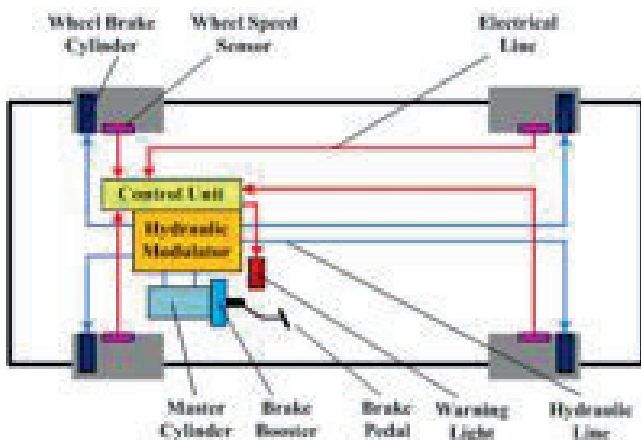 Wheel Brake
Cylinder
Wheel Speed
Sensor
Electrical
Line
Control Unit
Hydraulic
Modulator
Master
Cylinder
Brake
Booster
Brake
Pedal
Warning
Light
Hydraulic
Line